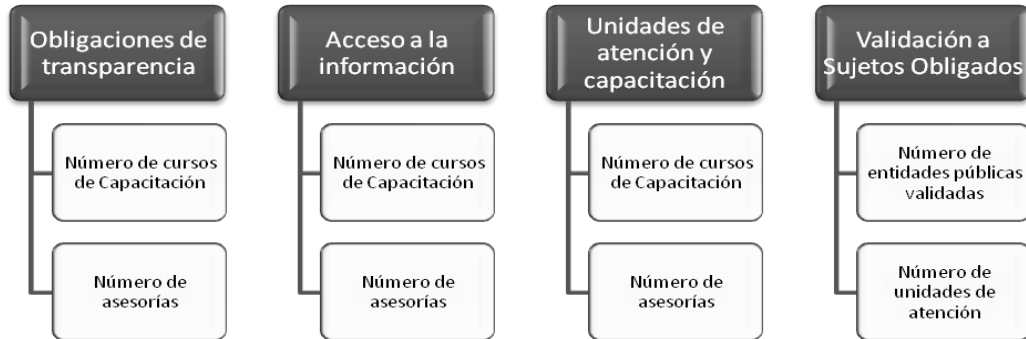 Obligaciones de
transparencia
Número de cursos
de Capacitación
Número de
asesorías
Acceso a la
información
Número de cursos
de Capacitación
Número de
asesorías
Unidades de
atención y
capacitación
Número de cursos
de Capacitación
Número de
asesorías
Validación a
Sujetos Obligados
Número de
entidades públicas
validadas
Número de
unidades de
atención